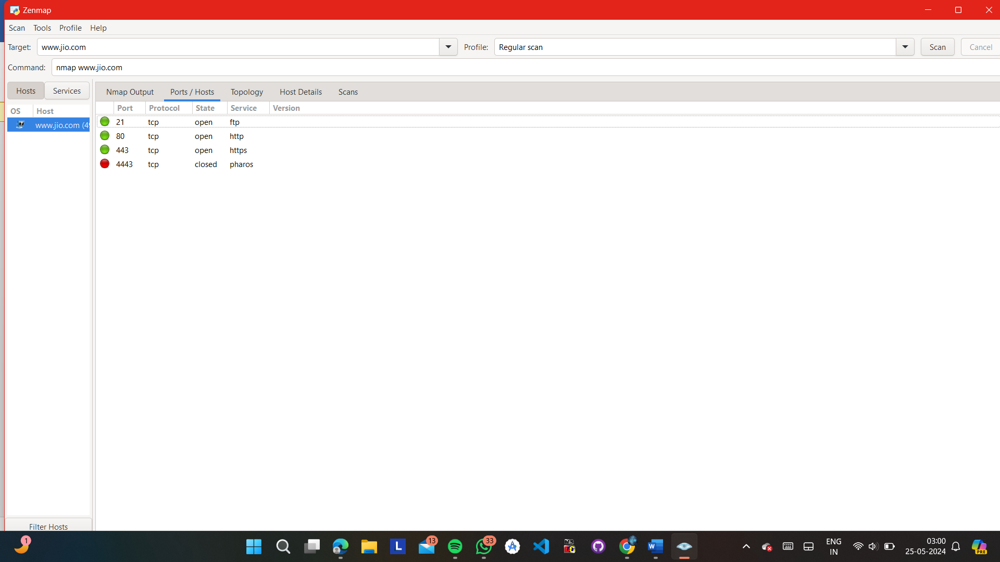 Zenmap
Scan Tools Profile Help
Target: www.jio.com Profile: Regular scan Scan Cancel
Command: nmap www.jio.com
Hosts Services Nmap Output Ports / Hosts Topology Host Details Scans
OS Host Port Protocol State Service Version
www.jio.com (49
21 tcp open ftp
80 tcp open http
443 tcp open https
4443 tcp closed pharos
Filter Hosts
1
L
13
33
MS
W
ENG
IN
03:00
25-05-2024
PRE